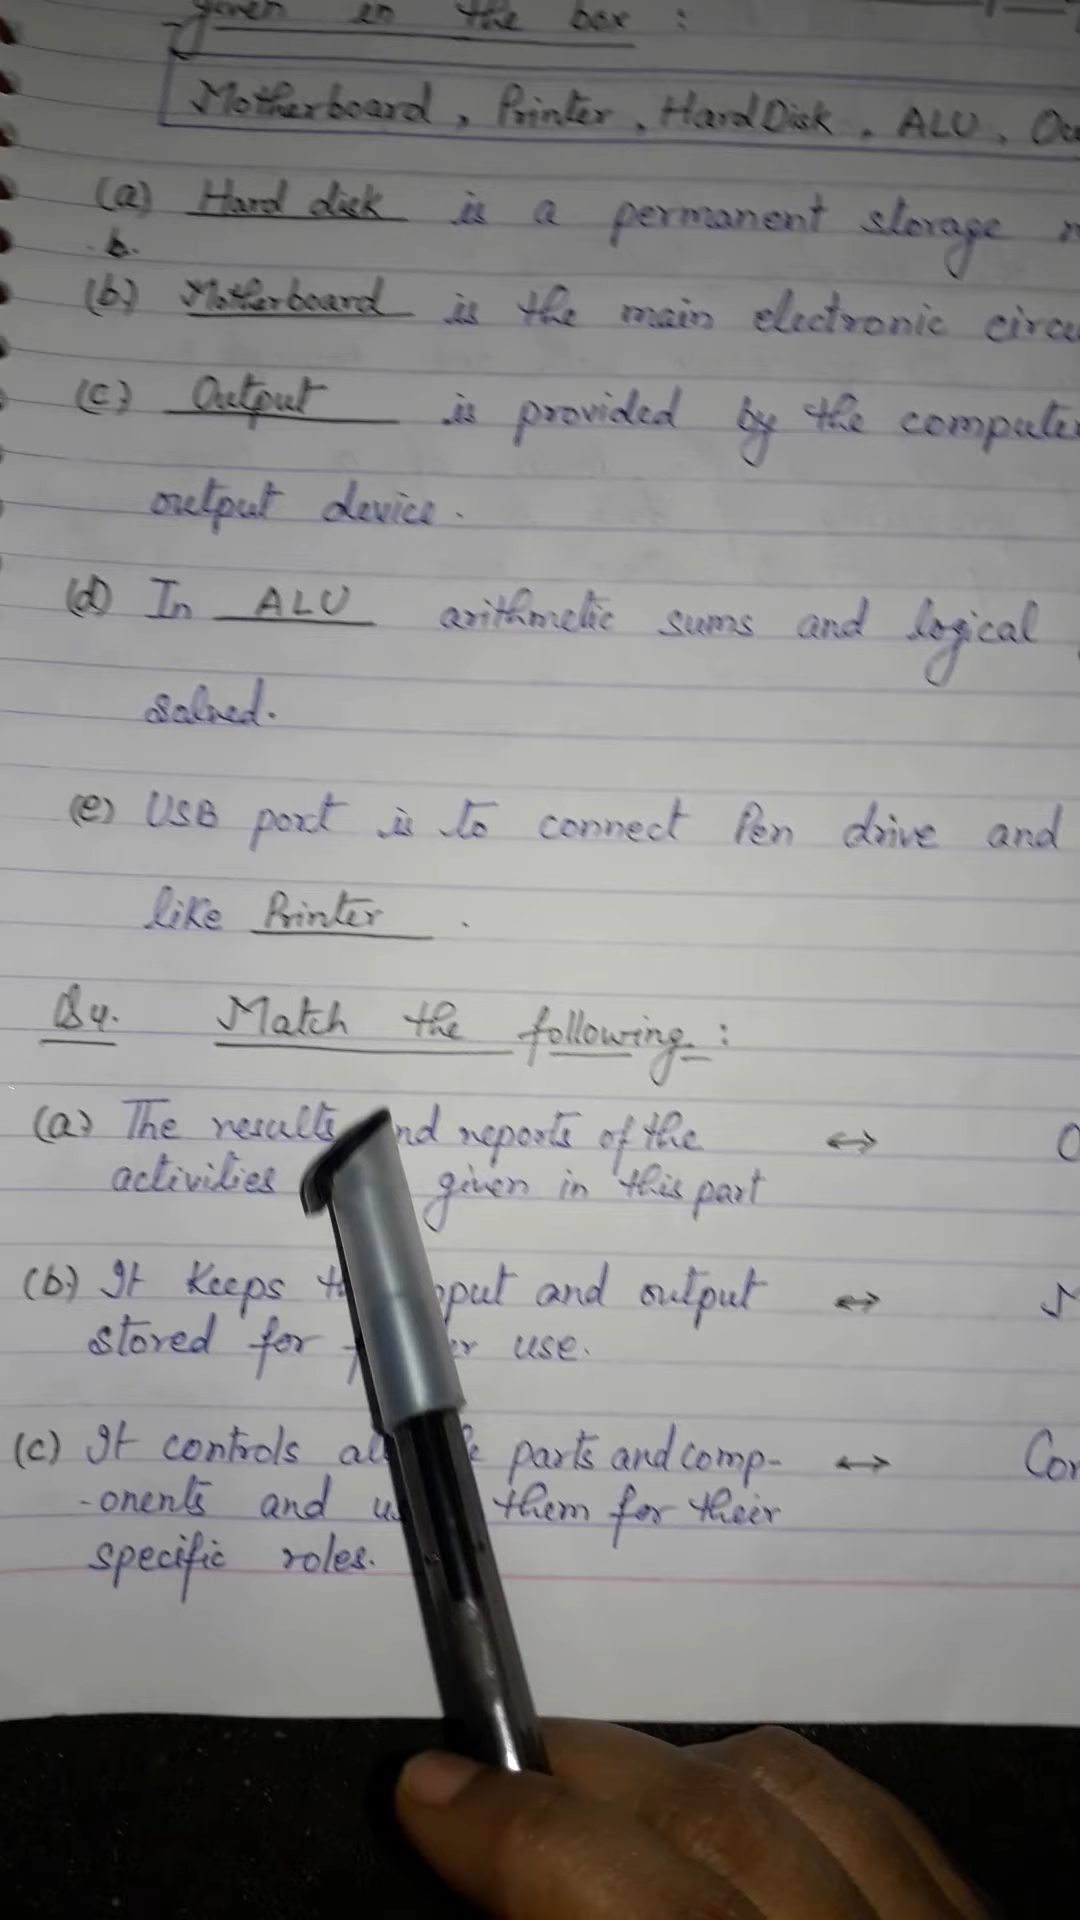 given in the box :
Motherboard, Printer, Hard Disk, ALU,
(a) Hard disk is a permanent storage
b.
(b) Motherboard is the main electronic
(c) Output is provided by the computer
output device.
(d) In ALU arithmetic sums and logical
solved.
(e) USB port is to connect Pen drive and
like Printer.
Q4. Match the following :
(a) The results and reports of the ↔
activities given in this part
(b) It keeps input and output ↔
stored for use.
(c) It controls parts and comp- ↔
-onents and them for their
specific roles.